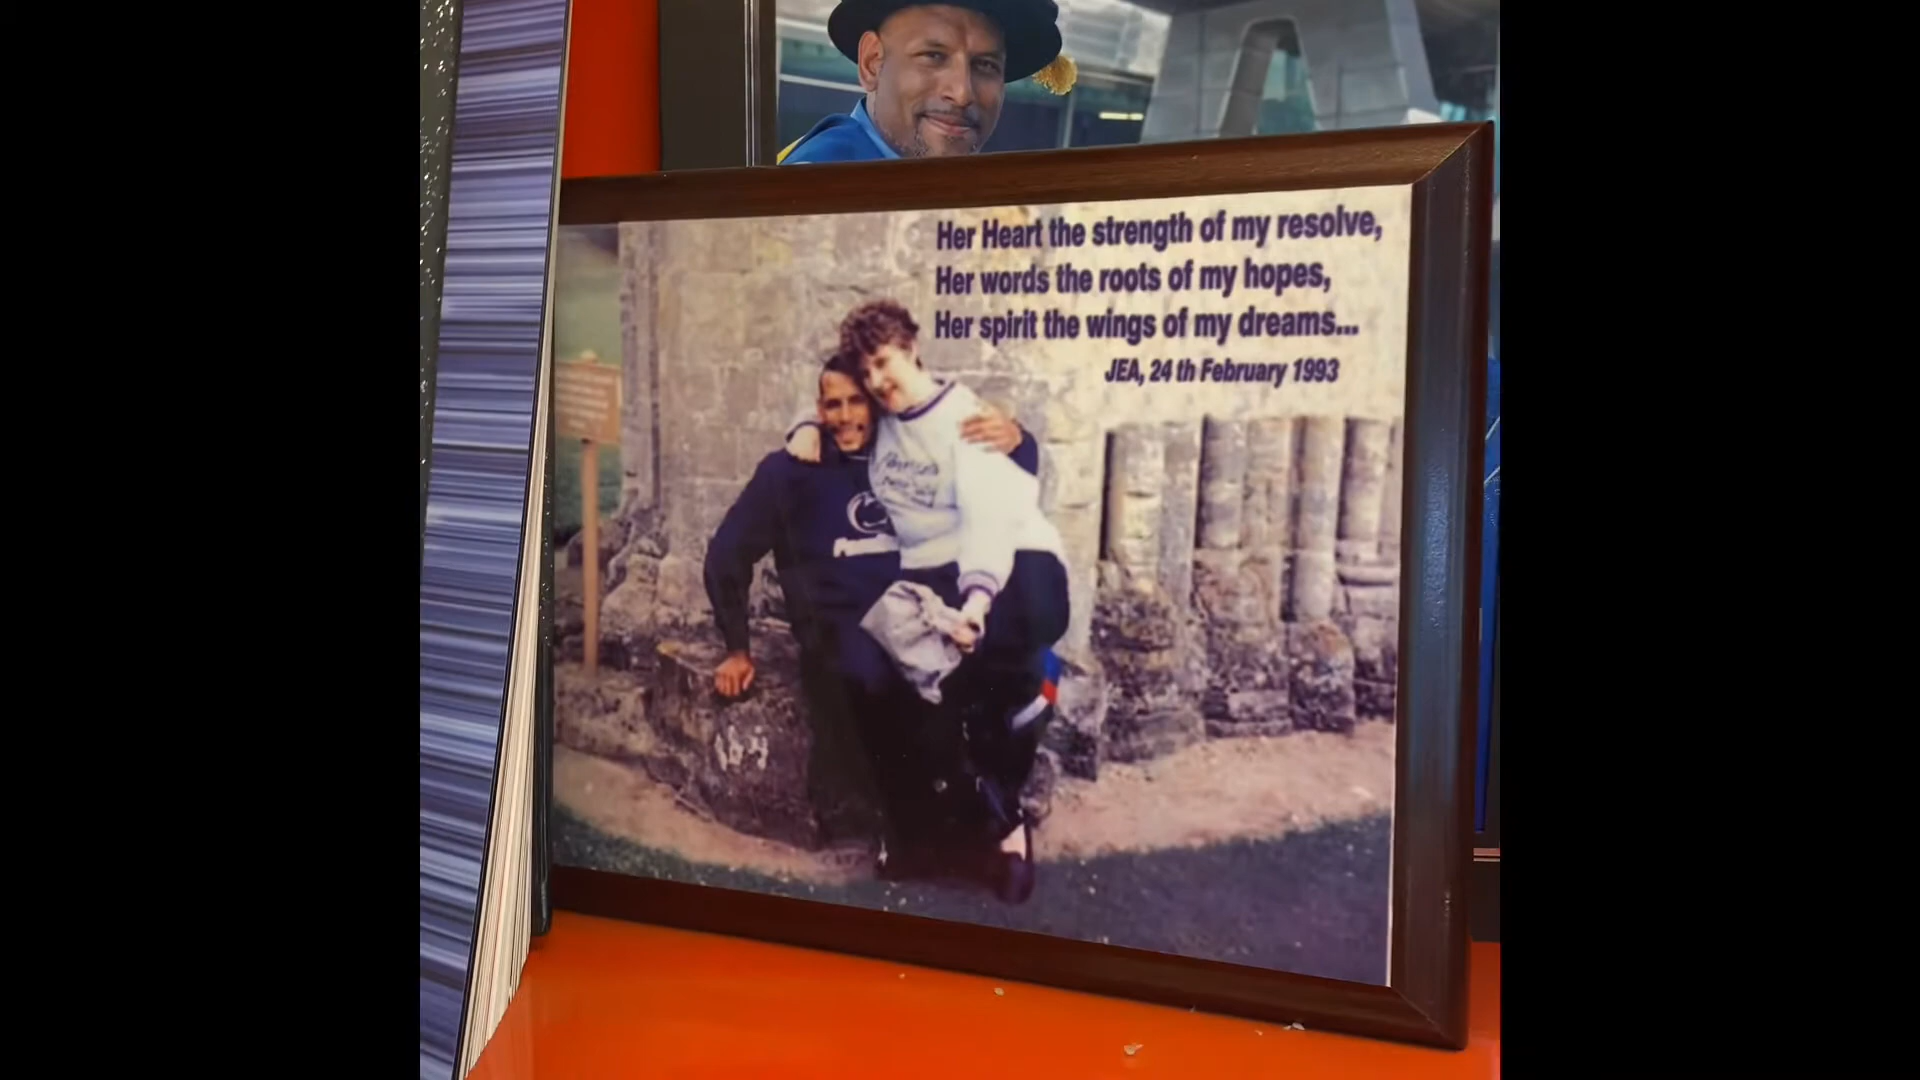 Her Heart the strength of my resolve,
Her words the roots of my hopes,
Her spirit the wings of my dreams...
JEA, 24 th February 1993